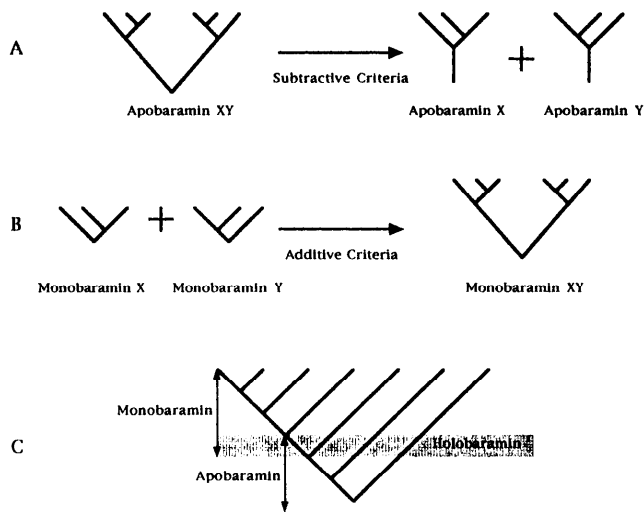 A
Subtractive Criteria
Apobaramin XY
Apobaramin X
Apobaramin Y
B
Additive Criteria
Monobaramin X
Monobaramin Y
Monobaramin XY
C
Monobaramin
Holobaramin
Apobaramin